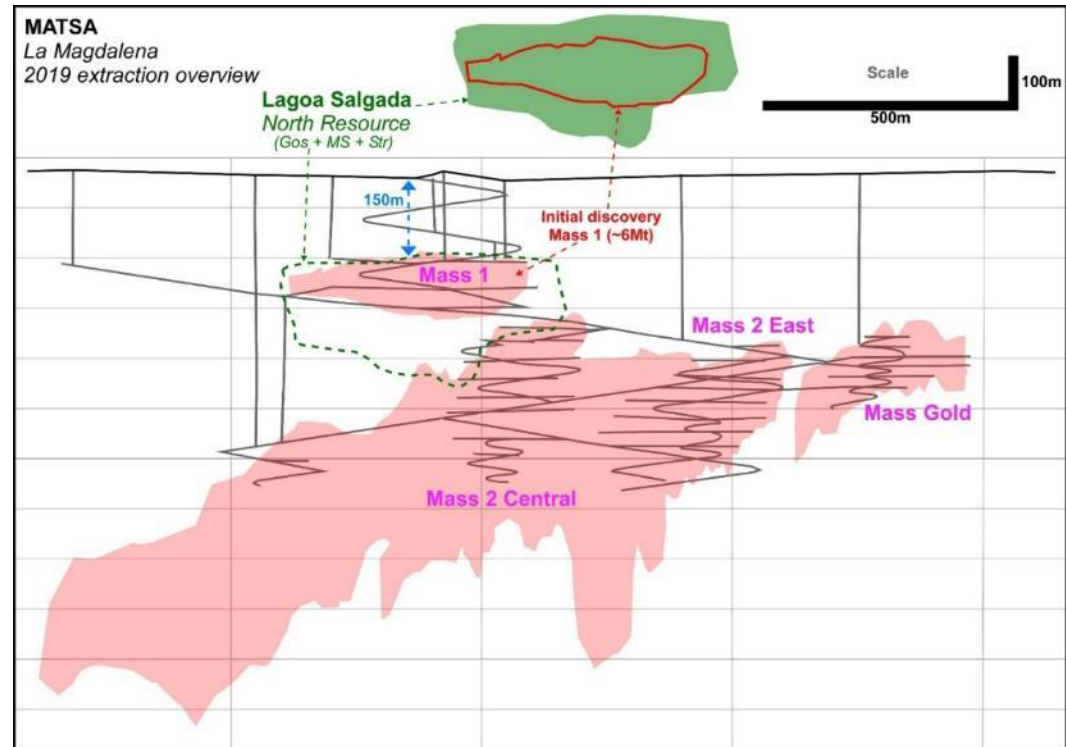 MATSA
La Magdalena
2019 extraction overview
Lagoa Salgada
North Resource
(Gos + MS + Str)
Scale
100m
500m
150m
Initial discovery
Mass 1 (~6Mt)
Mass 1
Mass 2 East
Mass Gold
Mass 2 Central